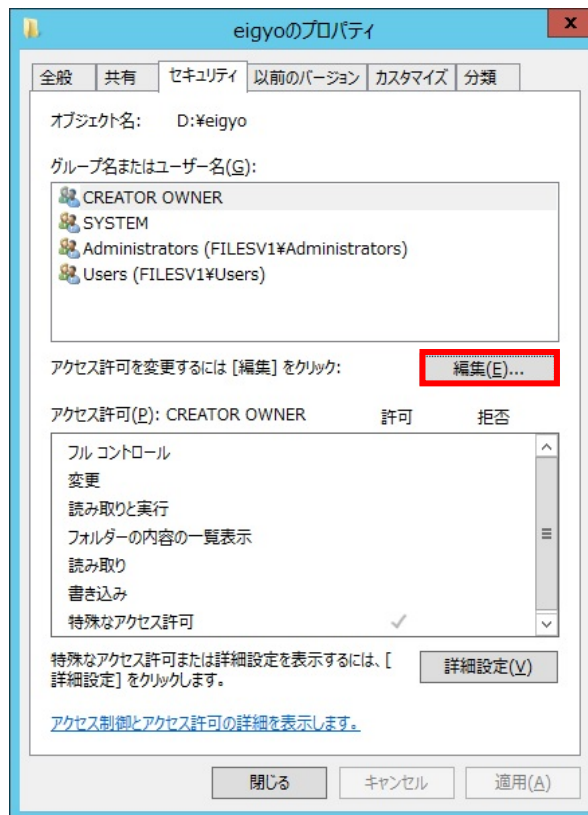 eigyoのプロパティ
x
全般 共有 セキュリティ 以前のバージョン カスタマイズ 分類
オブジェクト名: D:¥eigyo
グループ名またはユーザー名(G):
CREATOR OWNER
SYSTEM
Administrators (FILESV1¥Administrators)
Users (FILESV1¥Users)
アクセス許可を変更するには [編集] をクリック: 編集(E)...
アクセス許可(P): CREATOR OWNER 許可 拒否
フル コントロール
変更
読み取りと実行
フォルダーの内容の一覧表示
読み取り
書き込み
特殊なアクセス許可
特殊なアクセス許可または詳細設定を表示するには、[
詳細設定] をクリックします。 詳細設定(V)
アクセス制御とアクセス許可の詳細を表示します。
閉じる キャンセル 適用(A)